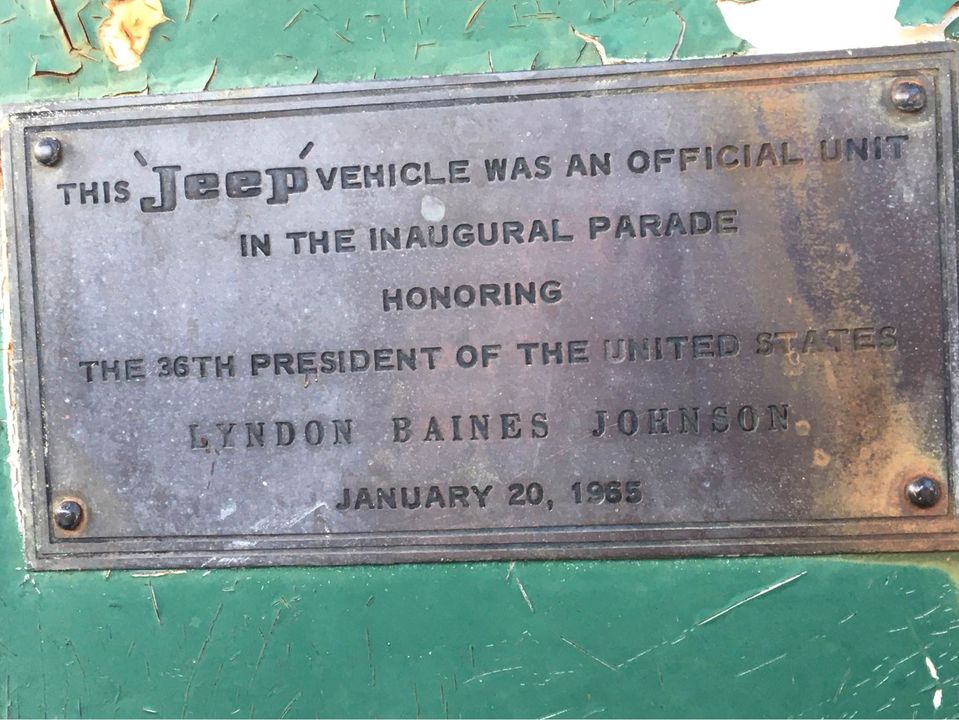 THIS 'Jeep' VEHICLE WAS AN OFFICIAL UNIT
IN THE INAUGURAL PARADE
HONORING
THE 36TH PRESIDENT OF THE UNITED STATES
LYNDON BAINES JOHNSON
JANUARY 20, 1965